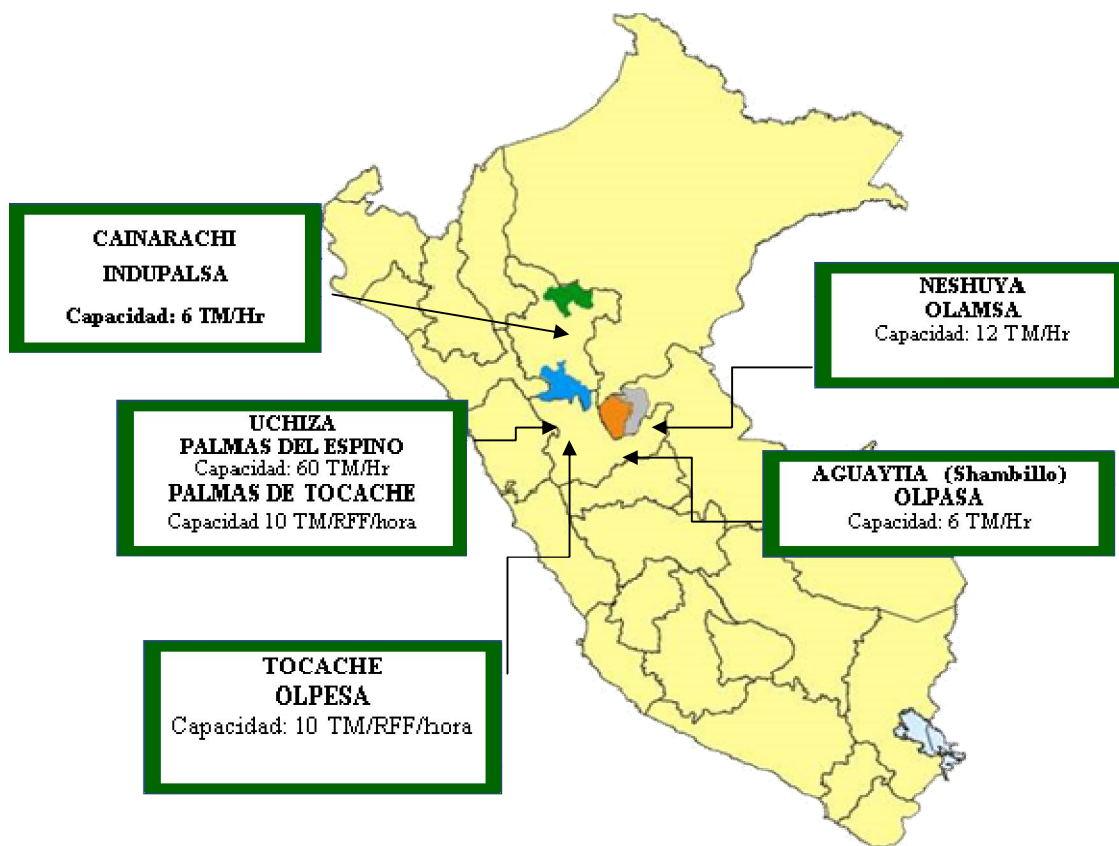 CAINARACHI
INDUPALSA
Capacidad: 6 TM/Hr
NESHUYA
OLAMSA
Capacidad: 12 TM/Hr
UCHIZA
PALMAS DEL ESPINO
Capacidad: 60 TM/Hr
PALMAS DE TOCACHE
Capacidad 10 TM/RFF/hora
AGUAYTIA (Shambillo)
OLPASA
Capacidad: 6 TM/Hr
TOCACHE
OLPESA
Capacidad: 10 TM/RFF/hora